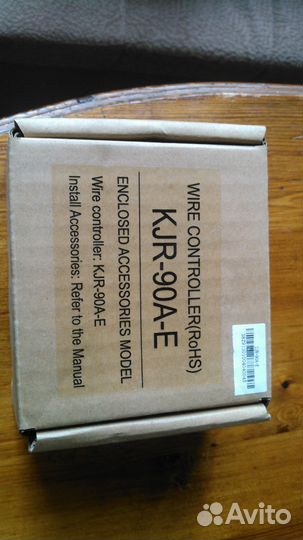 WIRE CONTROLLER(RoHS)
KJR-90A-E
ENCLOSED ACCESSORIES MODEL
Wire controller: KJR-90A-E
Install Accessories: Refer to the Manual
Avito